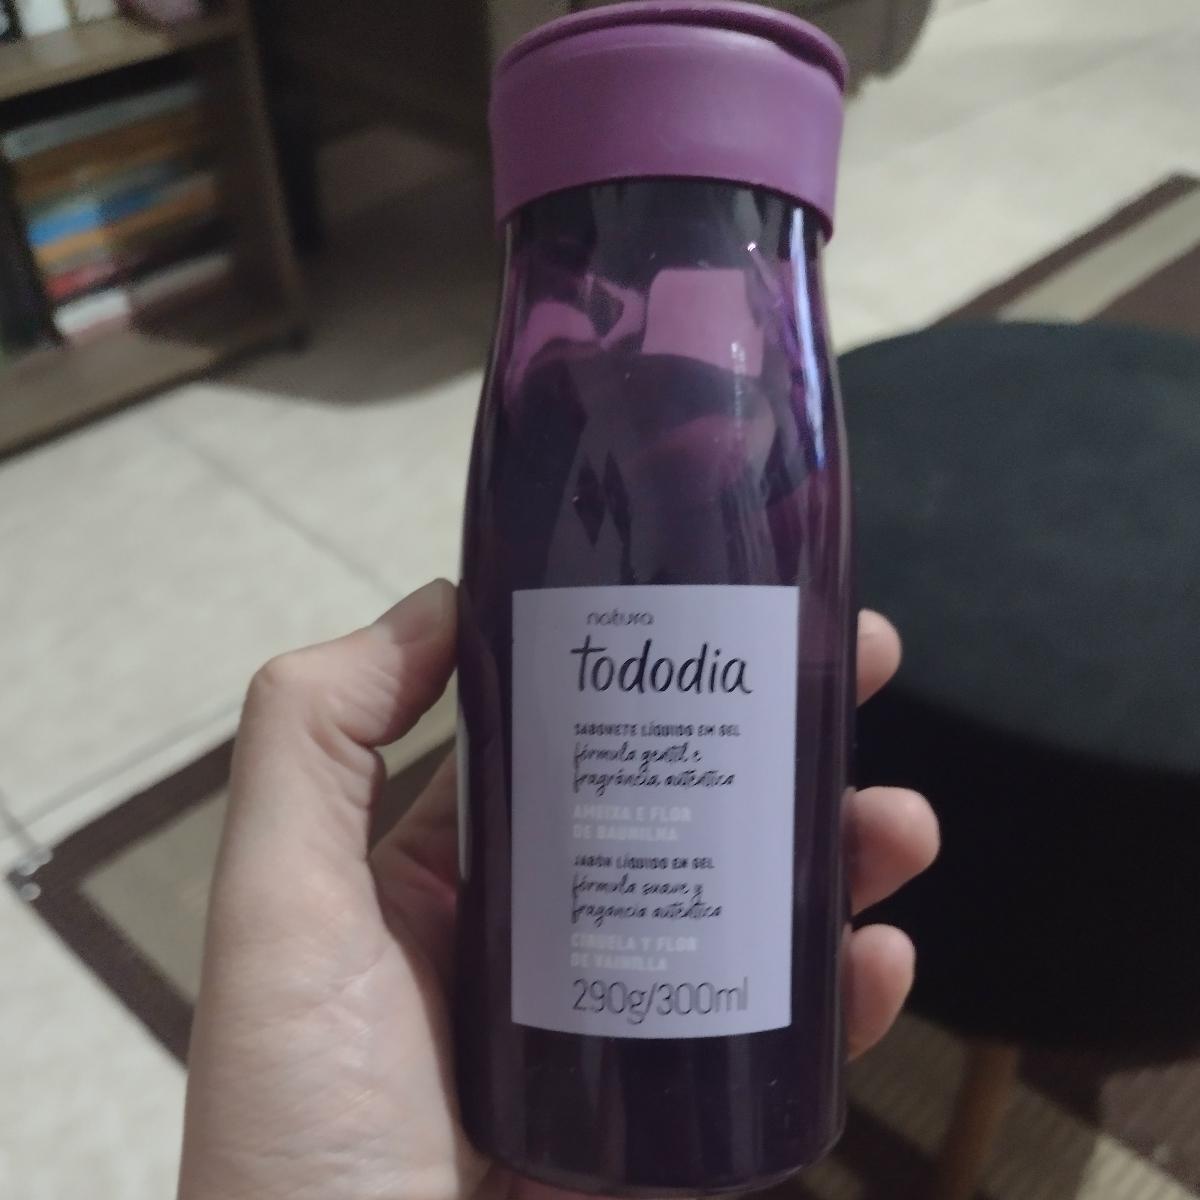 natura
tododia
SABONETE LÍQUIDO EM GEL
fórmula gentil e
fragrância autêntica
AMEIXA E FLOR
DE BAUNILHA
JABÓN LÍQUIDO EM GEL
fórmula suave y
fragancia auténtica
CIRUELA Y FLOR
DE VAINILLA
290g/300ml